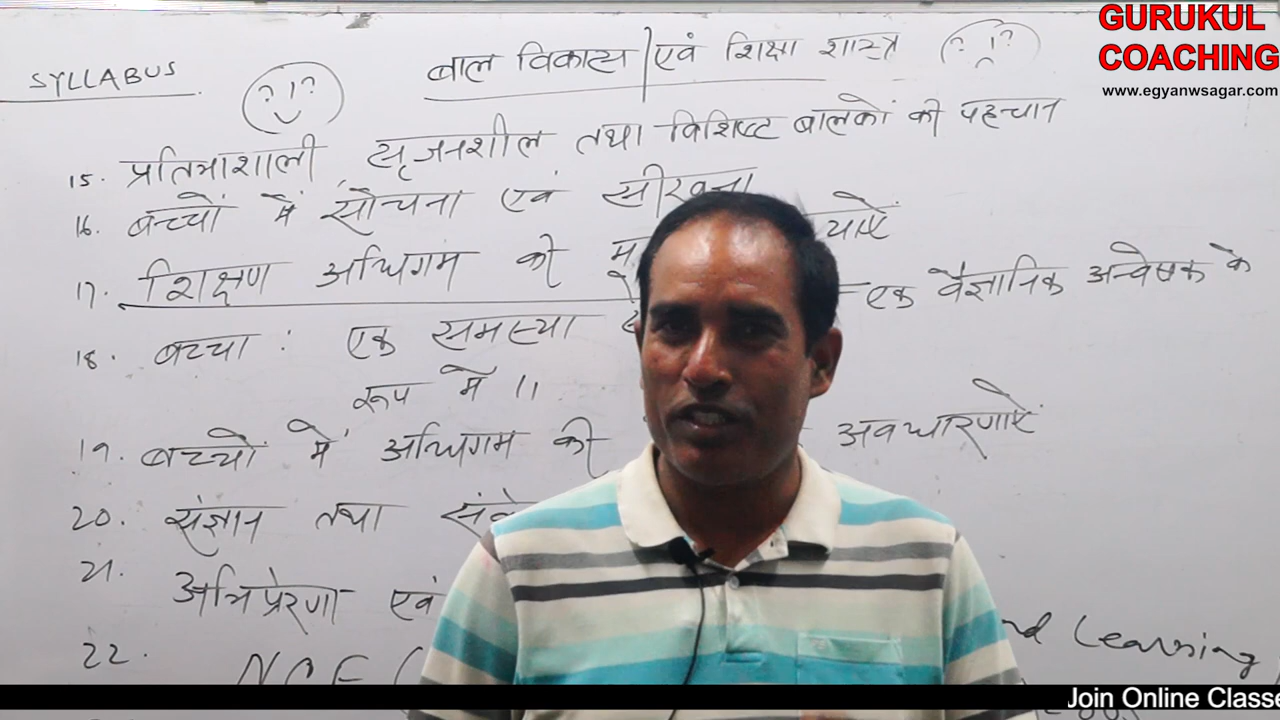 GURUKUL
COACHING
www.egyanwsagar.com
SYLLABUS
बाल विकास एवं शिक्षा शास्त्र
15. प्रतिभाशाली, सृजनशील तथा विशिष्ट बालकों की पहचान
16. बच्चों में सोचना एवं सीखना
17. शिक्षण अधिगम की
18. बच्चा : एक समस्या एक वैज्ञानिक अन्वेषक के
रूप में ।।
19. बच्चों में अधिगम की अवधारणाएं
20. संज्ञान तथा
21. अभिप्रेरणा एवं
22. NCF Learning
Join Online Classe